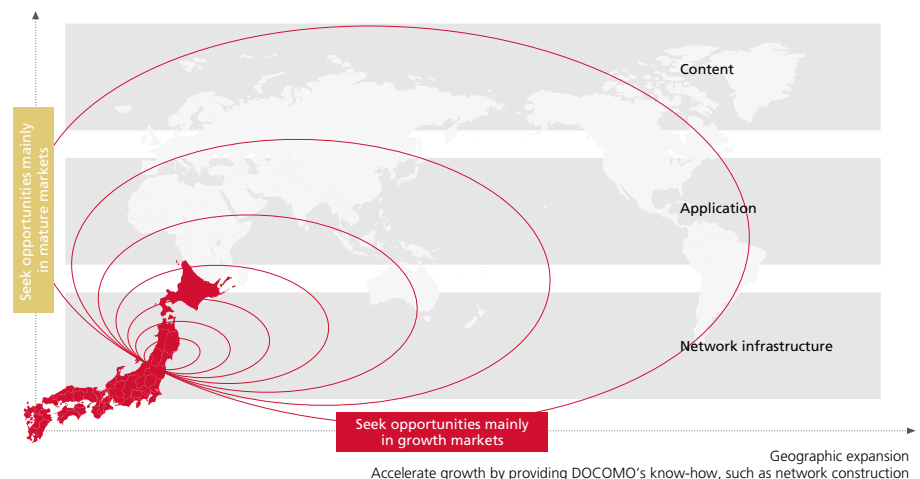 Content
Seek opportunities mainly
in mature markets
Application
Network infrastructure
Seek opportunities mainly
in growth markets
Geographic expansion
Accelerate growth by providing DOCOMO’s know-how, such as network construction